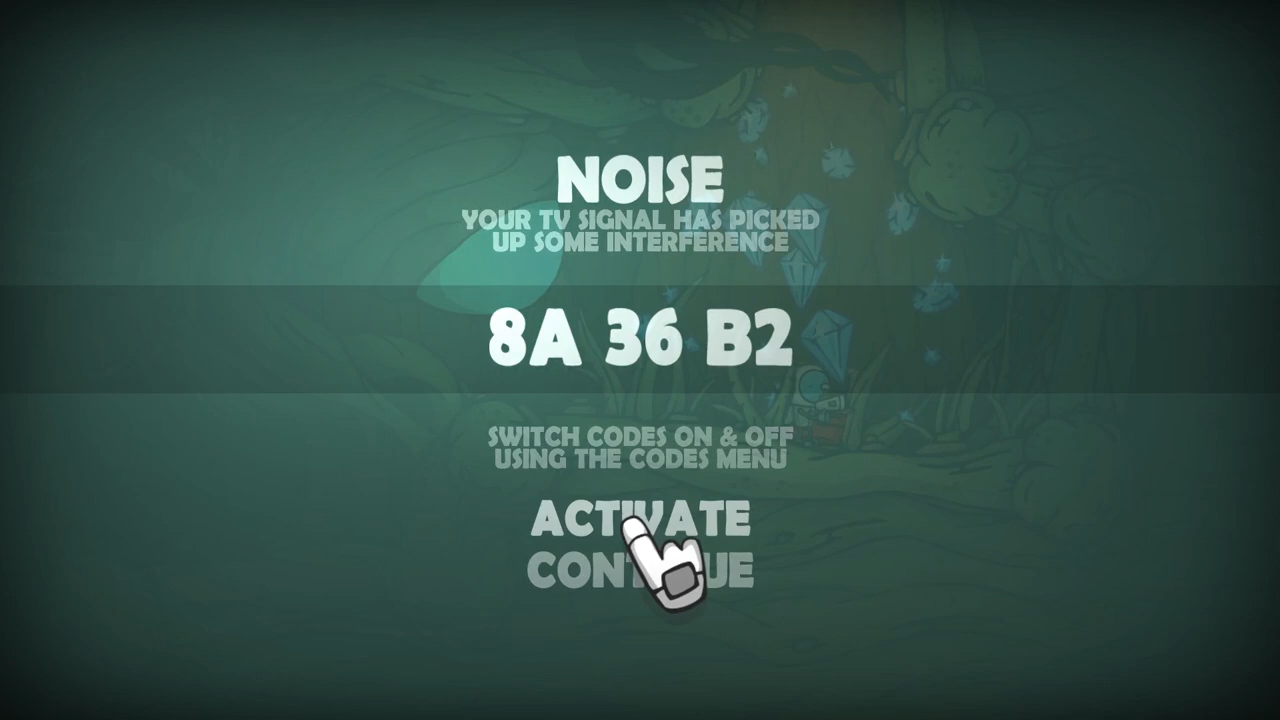 NOISE
YOUR TV SIGNAL HAS PICKED
UP SOME INTERFERENCE
8A 36 B2
SWITCH CODES ON & OFF
USING THE CODES MENU
ACTIVATE
CONTINUE